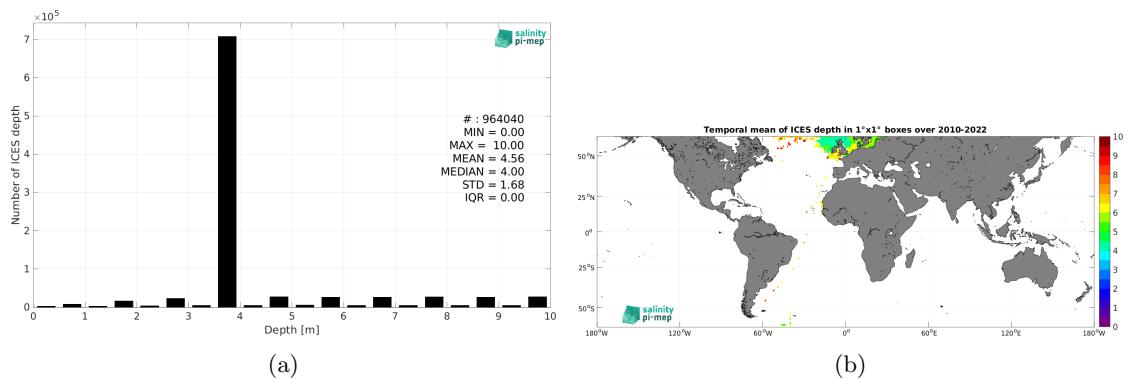 ×10⁵
7
6
5
4
3
2
1
0
Number of ICES depth
salinity
pi-mep
# : 964040
MIN = 0.00
MAX = 10.00
MEAN = 4.56
MEDIAN = 4.00
STD = 1.68
IQR = 0.00
0 1 2 3 4 5 6 7 8 9 10
Depth [m]
(a)
Temporal mean of ICES depth in 1°x1° boxes over 2010-2022
50°N
25°N
0°
25°S
50°S
salinity
pi-mep
180°W 120°W 60°W 0° 60°E 120°E 180°W
10
9
8
7
6
5
4
3
2
1
0
(b)